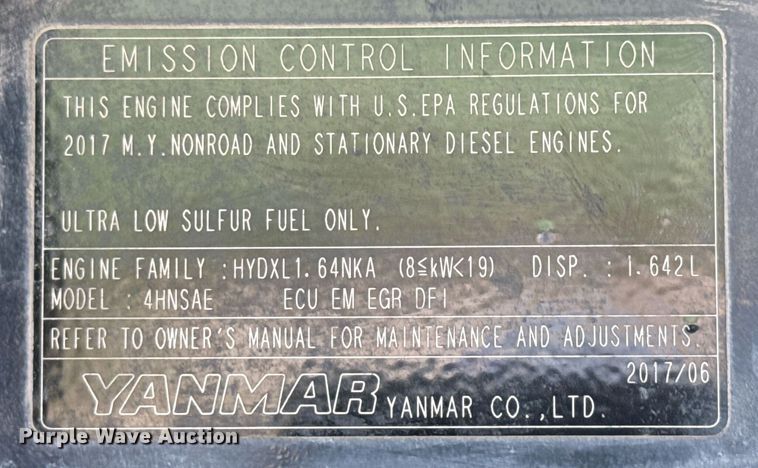 EMISSION CONTROL INFORMATION
THIS ENGINE COMPLIES WITH U.S.EPA REGULATIONS FOR
2017 M.Y.NONROAD AND STATIONARY DIESEL ENGINES.
ULTRA LOW SULFUR FUEL ONLY.
ENGINE FAMILY :HYDXL1.64NKA (8≦kW<19) DISP. : 1.642L
MODEL : 4HNSAE ECU EM EGR DFI
REFER TO OWNER'S MANUAL FOR MAINTENANCE AND ADJUSTMENTS.
2017/06
YANMAR YANMAR CO.,LTD.
Purple Wave Auction